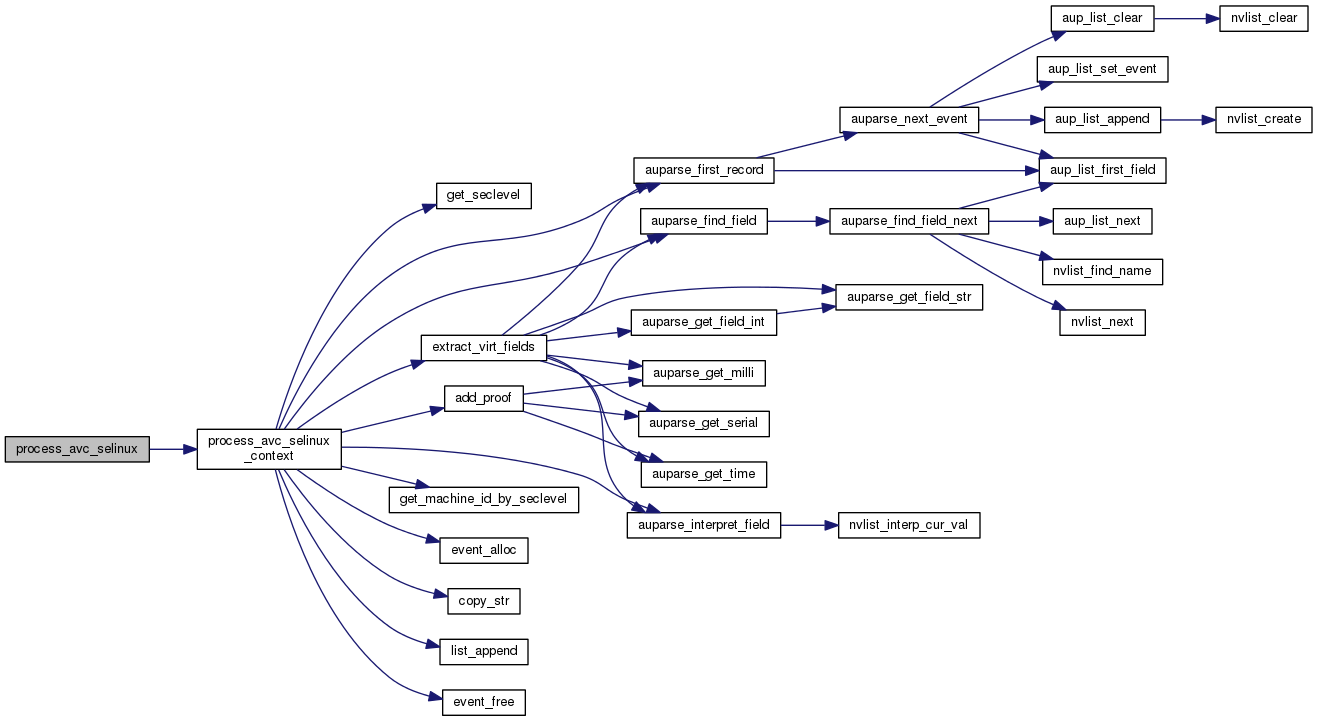 process_avc_selinux
process_avc_selinux
_context
get_seclevel
extract_virt_fields
add_proof
get_machine_id_by_seclevel
event_alloc
copy_str
list_append
event_free
auparse_first_record
auparse_find_field
auparse_get_field_int
auparse_get_milli
auparse_get_serial
auparse_get_time
auparse_interpret_field
auparse_next_event
auparse_find_field_next
auparse_get_field_str
nvlist_interp_cur_val
aup_list_clear
aup_list_set_event
aup_list_append
aup_list_first_field
aup_list_next
nvlist_find_name
nvlist_next
nvlist_clear
nvlist_create